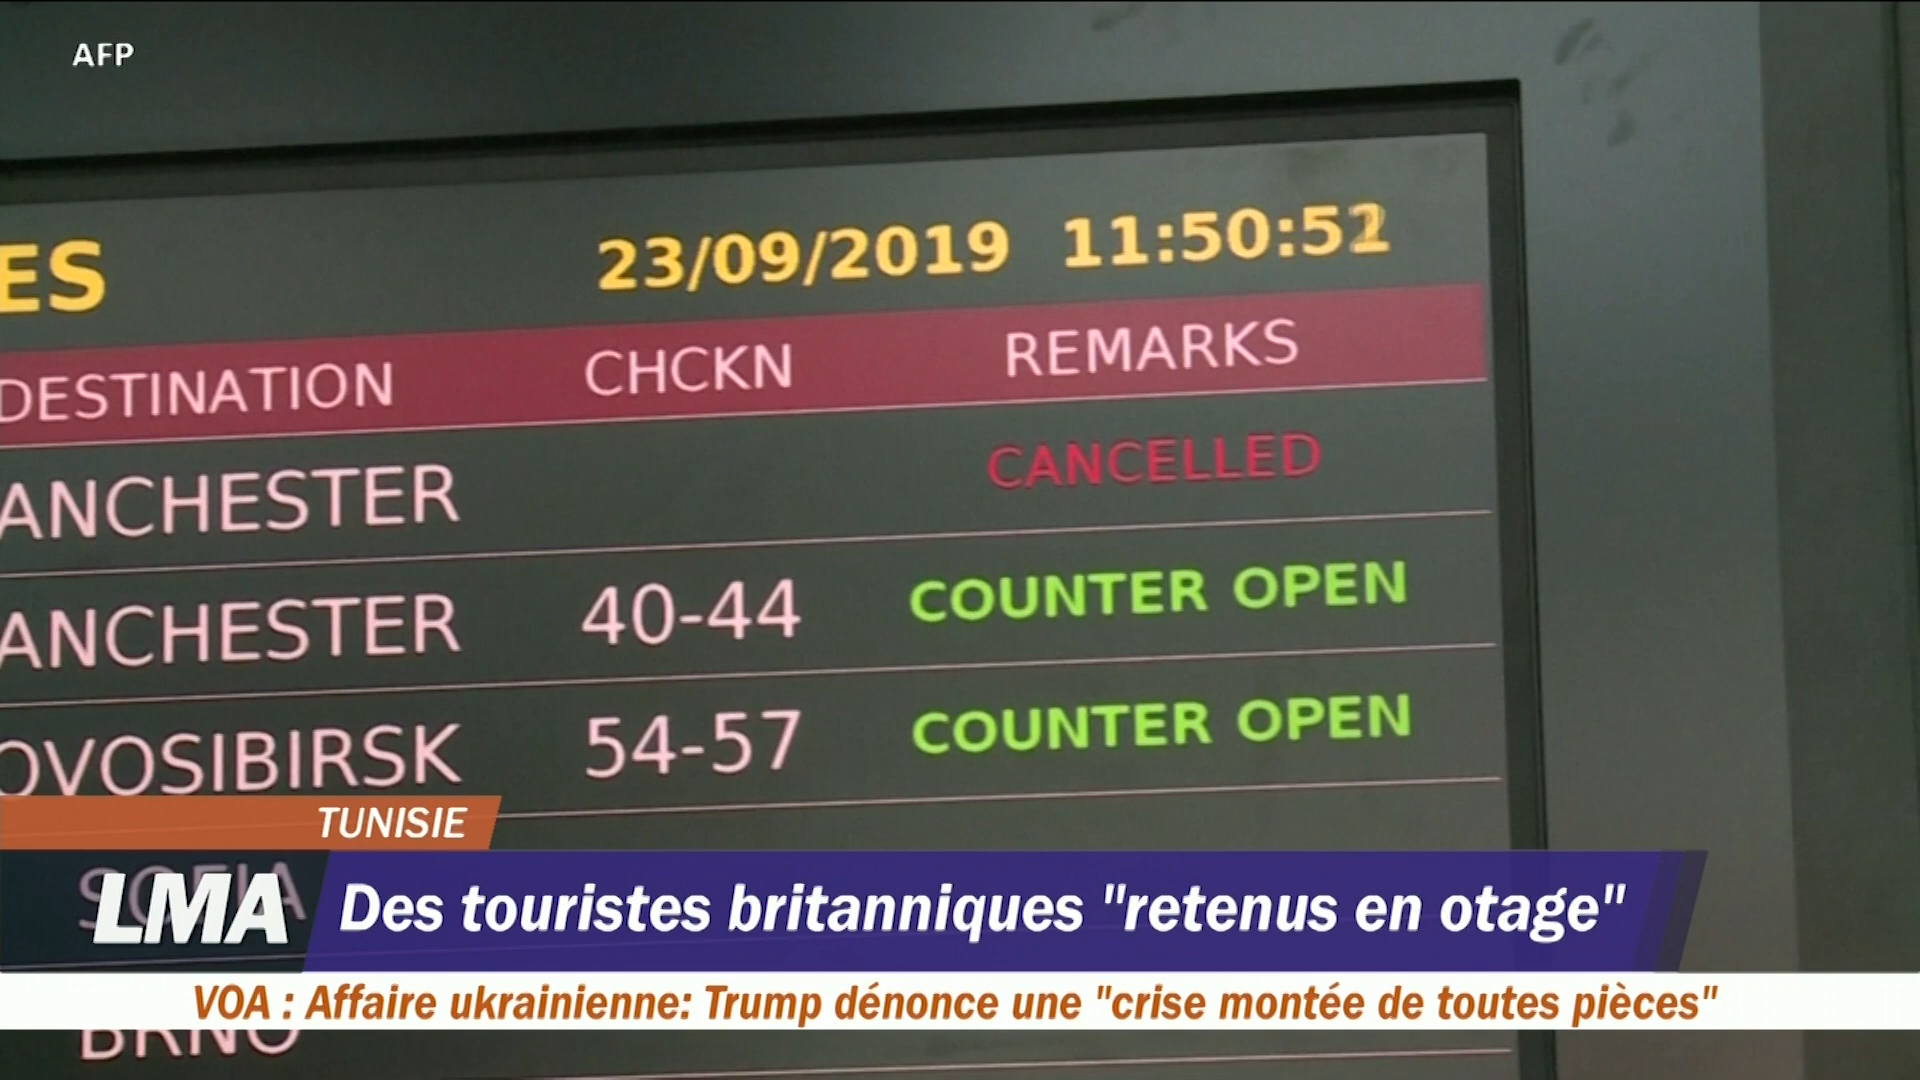 AFP
ES 23/09/2019 11:50:52
DESTINATION CHCKN REMARKS
ANCHESTER CANCELLED
ANCHESTER 40-44 COUNTER OPEN
OVOSIBIRSK 54-57 COUNTER OPEN
TUNISIE
SOFIA
LMA Des touristes britanniques "retenus en otage"
VOA : Affaire ukrainienne: Trump dénonce une "crise montée de toutes pièces"
BRNO